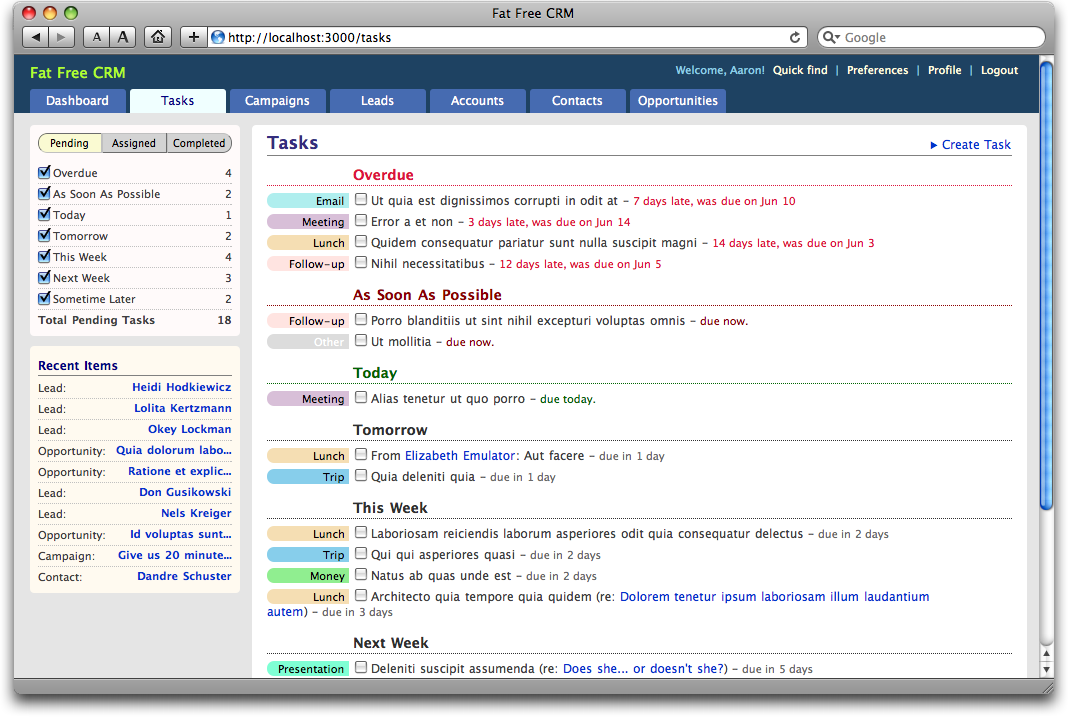 Fat Free CRM
A A + http://localhost:3000/tasks Google
Fat Free CRM
Welcome, Aaron! Quick find | Preferences | Profile | Logout
Dashboard Tasks Campaigns Leads Accounts Contacts Opportunities
Pending Assigned Completed
Overdue 4
As Soon As Possible 2
Today 1
Tomorrow 2
This Week 4
Next Week 3
Sometime Later 2
Total Pending Tasks 18
Recent Items
Lead: Heidi Hodkiewicz
Lead: Lolita Kertzmann
Lead: Okey Lockman
Opportunity: Quia dolorum labo...
Opportunity: Ratione et explic...
Lead: Don Gusikowski
Lead: Nels Kreiger
Opportunity: Id voluptas sunt...
Campaign: Give us 20 minute...
Contact: Dandre Schuster
Tasks
▸ Create Task
Overdue
Email Ut quia est dignissimos corrupti in odit at – 7 days late, was due on Jun 10
Meeting Error a et non – 3 days late, was due on Jun 14
Lunch Quidem consequatur pariatur sunt nulla suscipit magni – 14 days late, was due on Jun 3
Follow-up Nihil necessitatibus – 12 days late, was due on Jun 5
As Soon As Possible
Follow-up Porro blanditiis ut sint nihil excepturi voluptas omnis – due now.
Other Ut mollitia – due now.
Today
Meeting Alias tenetur ut quo porro – due today.
Tomorrow
Lunch From Elizabeth Emulator: Aut facere – due in 1 day
Trip Quia deleniti quia – due in 1 day
This Week
Lunch Laboriosam reiciendis laborum asperiores odit quia consequatur delectus – due in 2 days
Trip Qui qui asperiores quasi – due in 2 days
Money Natus ab quas unde est – due in 2 days
Lunch Architecto quia tempore quia quidem (re: Dolorem tenetur ipsum laboriosam illum laudantium
autem) – due in 3 days
Next Week
Presentation Deleniti suscipit assumenda (re: Does she... or doesn't she?) – due in 5 days